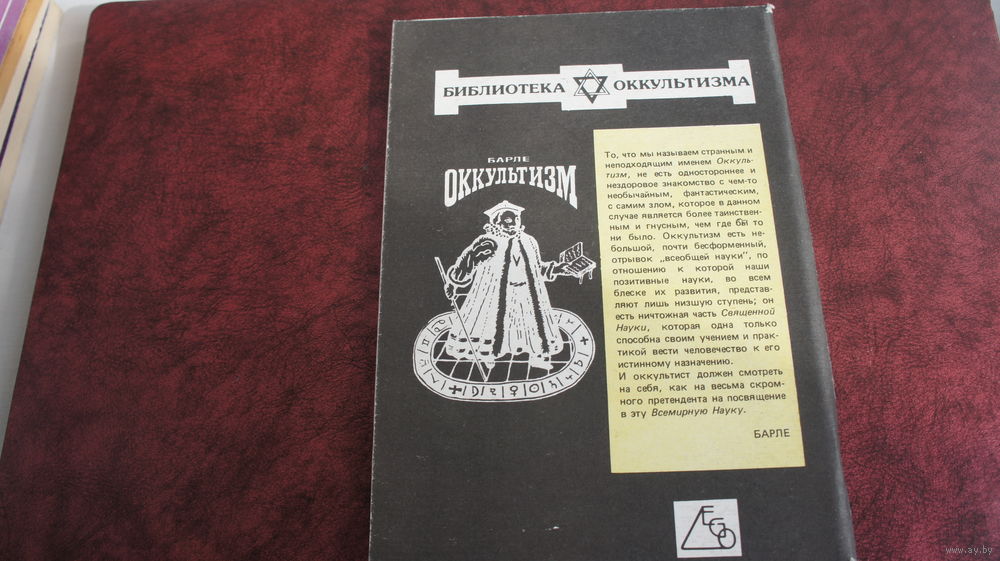 БИБЛИОТЕКА ОККУЛЬТИЗМА
БАРЛЕ
ОККУЛЬТИЗМ
То, что мы называем странным и
неподходящим именем Оккуль-
тизм, не есть одностороннее и
нездоровое знакомство с чем-то
необычайным, фантастическим,
с самим злом, которое в данном
случае является более таинствен-
ным и гнусным, чем где бы то
ни было. Оккультизм есть не-
большой, почти бесформенный,
отрывок „всеобщей науки", по
отношению к которой наши
позитивные науки, во всем
блеске их развития, представ-
ляют лишь низшую ступень; он
есть ничтожная часть Священной
Науки, которая одна только
способна своим учением и прак-
тикой вести человечество к его
истинному назначению.
И оккультист должен смотреть
на себя, как на весьма скром-
ного претендента на посвящение
в эту Всемирную Науку.
БАРЛЕ
LEGO
www.ay.by